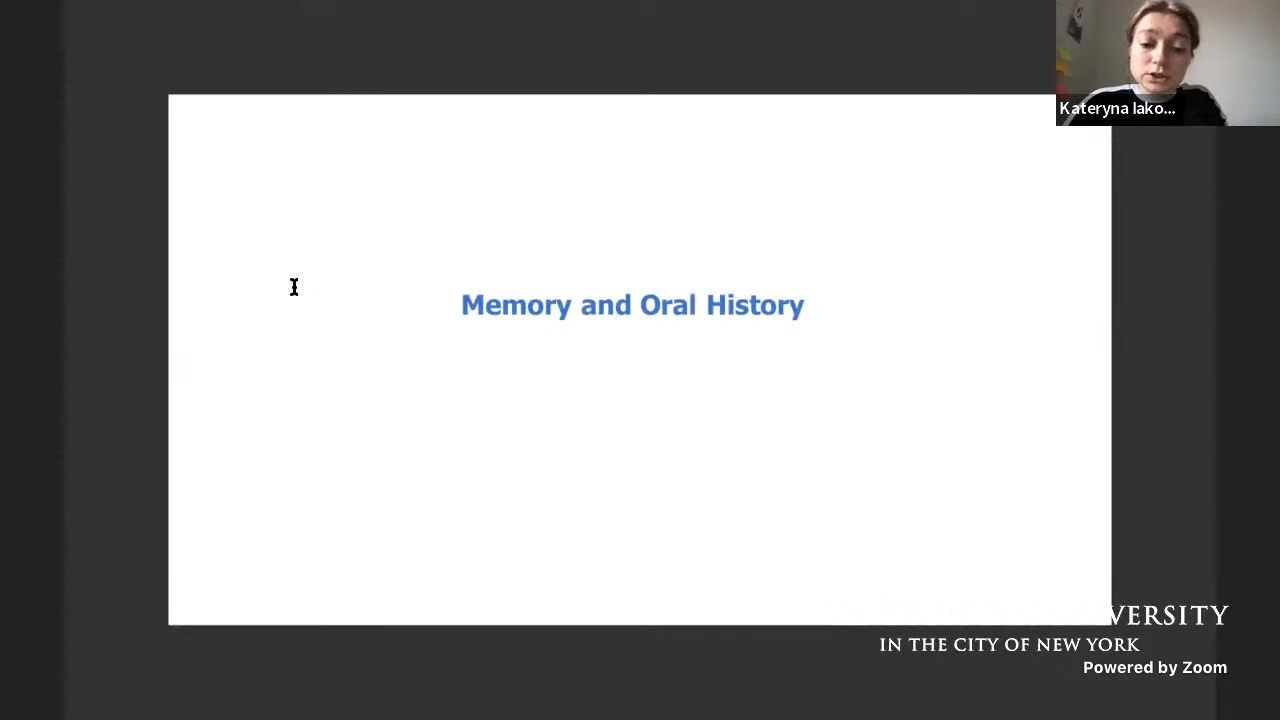 Kateryna Iako...
Memory and Oral History
VERSITY
IN THE CITY OF NEW YORK
Powered by Zoom